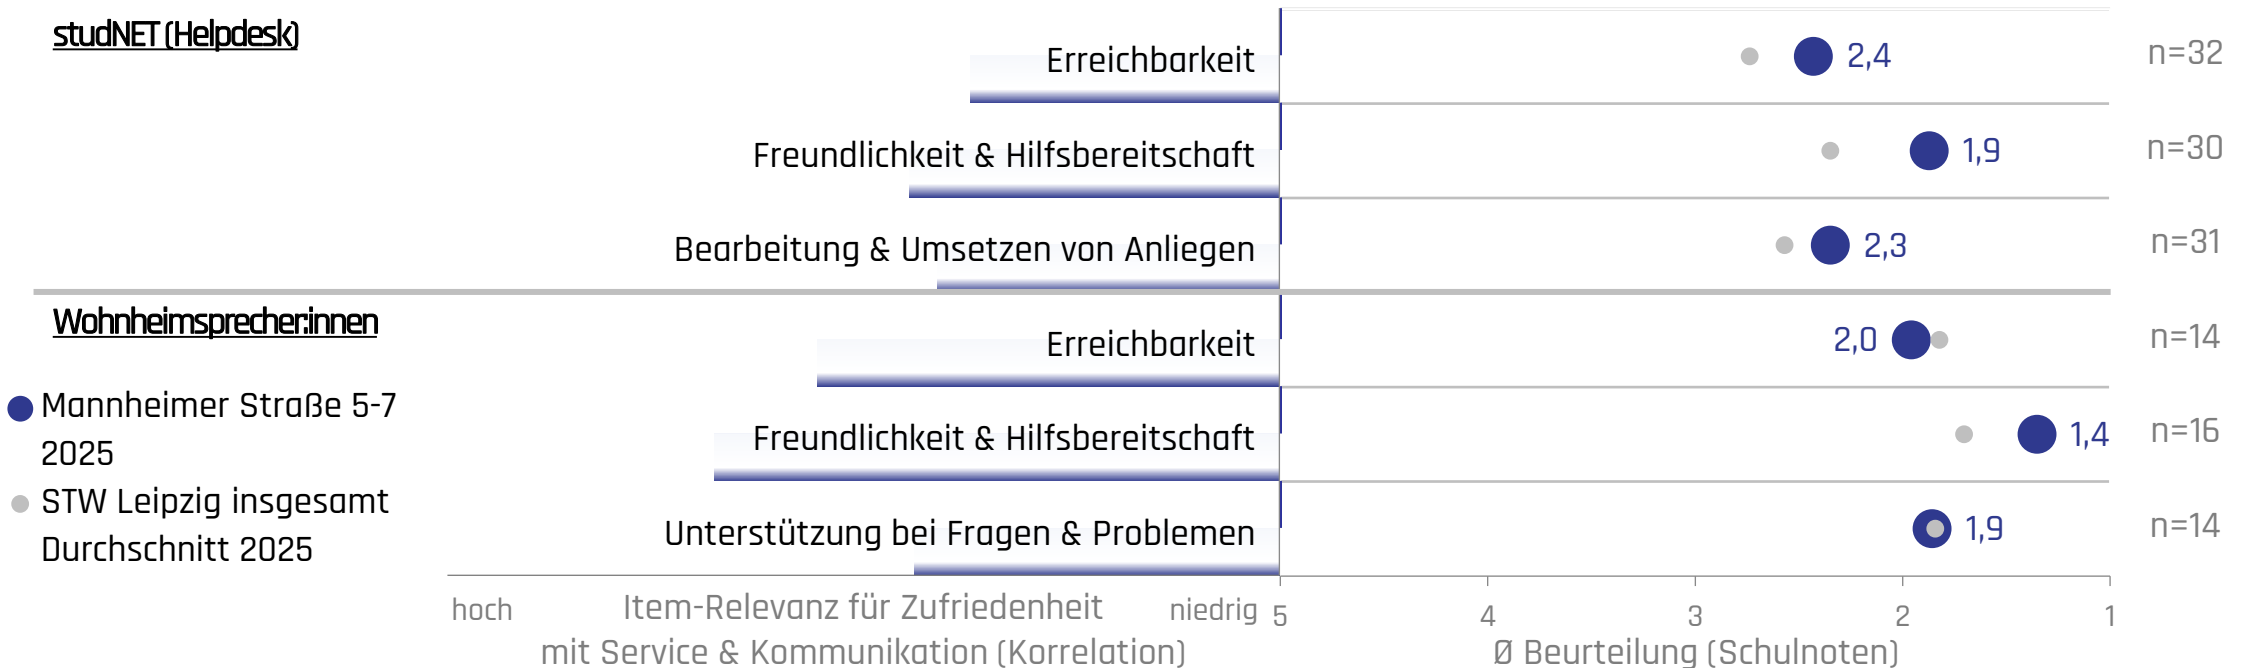 studNET (Helpdesk)
Erreichbarkeit
2,4
n=32
Freundlichkeit & Hilfsbereitschaft
1,9
n=30
Bearbeitung & Umsetzen von Anliegen
2,3
n=31
Wohnheimsprecher:innen
Erreichbarkeit
2,0
n=14
Mannheimer Straße 5-7
2025
Freundlichkeit & Hilfsbereitschaft
1,4
n=16
STW Leipzig insgesamt
Durchschnitt 2025
Unterstützung bei Fragen & Problemen
1,9
n=14
hoch
Item-Relevanz für Zufriedenheit
mit Service & Kommunikation (Korrelation)
niedrig
5
4
3
2
1
Ø Beurteilung (Schulnoten)